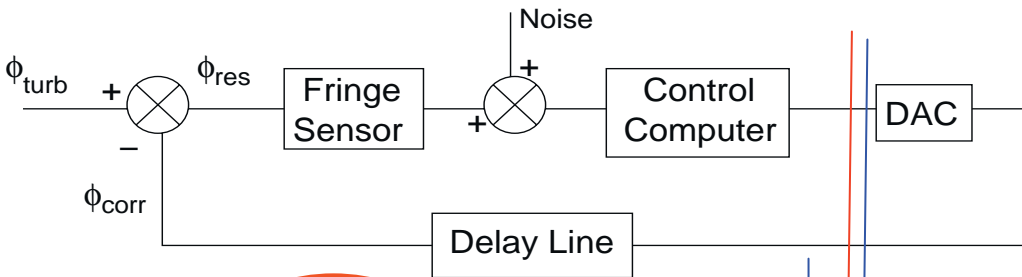 Noise
ϕturb
+
ϕres
Fringe
Sensor
+
+
Control
Computer
DAC
−
ϕcorr
Delay Line